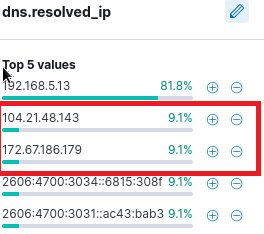 dns.resolved_ip
Top 5 values
192.168.5.13 81.8%
104.21.48.143 9.1%
172.67.186.179 9.1%
2606:4700:3034::6815:308f 9.1%
2606:4700:3031::ac43:bab3 9.1%